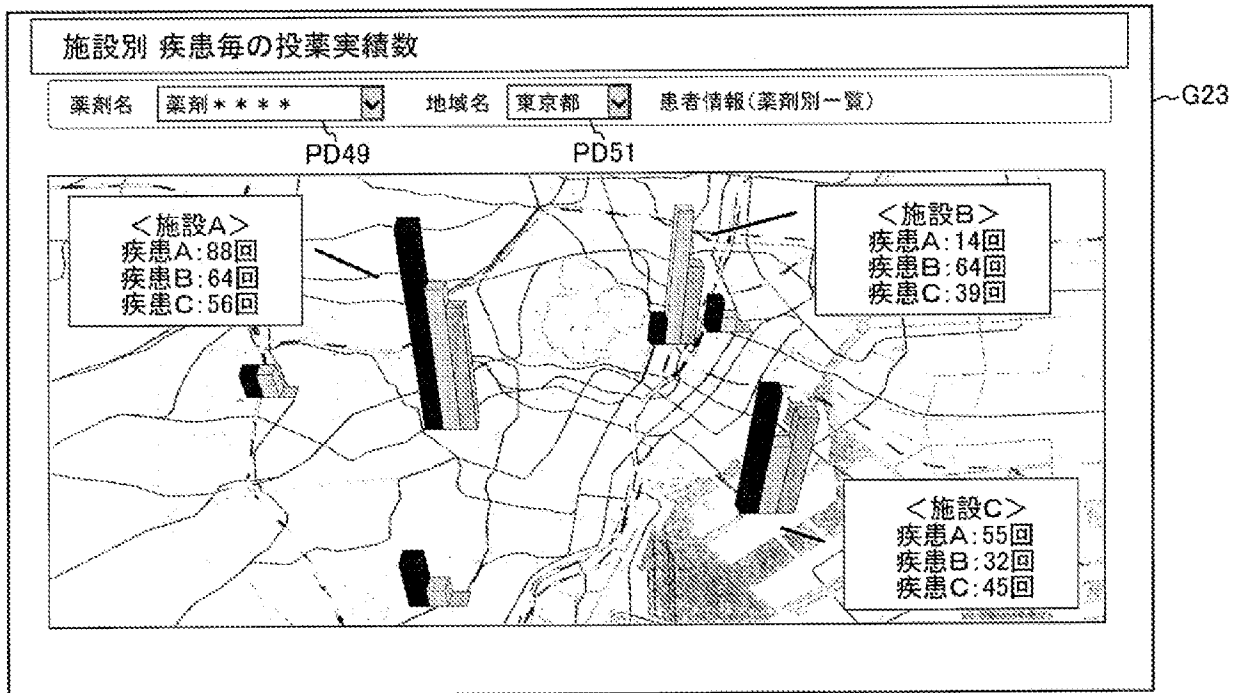 施設別 疾患毎の投薬実績数
薬剤名 薬剤＊＊＊＊ 地域名 東京都 患者情報(薬剤別一覧)
G23
PD49 PD51
＜施設A＞
疾患A:88回
疾患B:64回
疾患C:56回
＜施設B＞
疾患A:14回
疾患B:64回
疾患C:39回
＜施設C＞
疾患A:55回
疾患B:32回
疾患C:45回